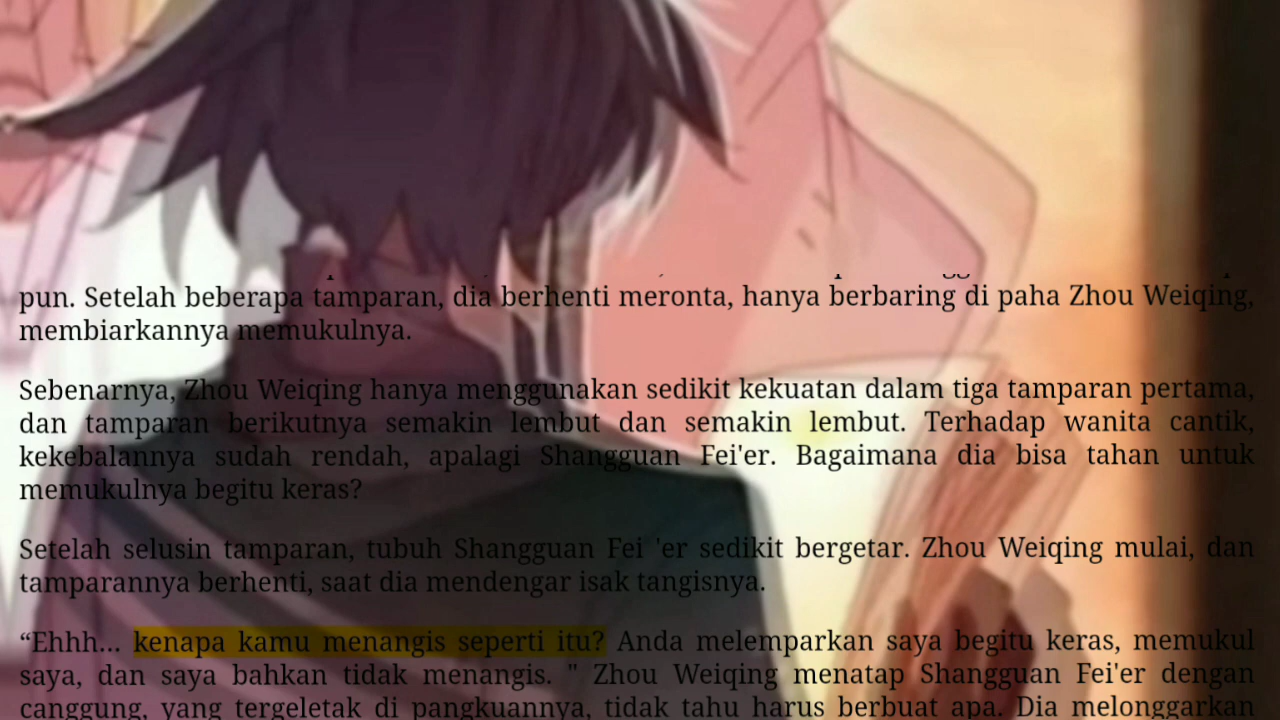 pun. Setelah beberapa tamparan, dia berhenti meronta, hanya berbaring di paha Zhou Weiqing,
membiarkannya memukulnya.
Sebenarnya, Zhou Weiqing hanya menggunakan sedikit kekuatan dalam tiga tamparan pertama,
dan tamparan berikutnya semakin lembut dan semakin lembut. Terhadap wanita cantik,
kekebalannya sudah rendah, apalagi Shangguan Fei'er. Bagaimana dia bisa tahan untuk
memukulnya begitu keras?
Setelah selusin tamparan, tubuh Shangguan Fei 'er sedikit bergetar. Zhou Weiqing mulai, dan
tamparannya berhenti, saat dia mendengar isak tangisnya.
“Ehhh... kenapa kamu menangis seperti itu? Anda melemparkan saya begitu keras, memukul
saya, dan saya bahkan tidak menangis. " Zhou Weiqing menatap Shangguan Fei'er dengan
canggung, yang tergeletak di pangkuannya, tidak tahu harus berbuat apa. Dia melonggarkan